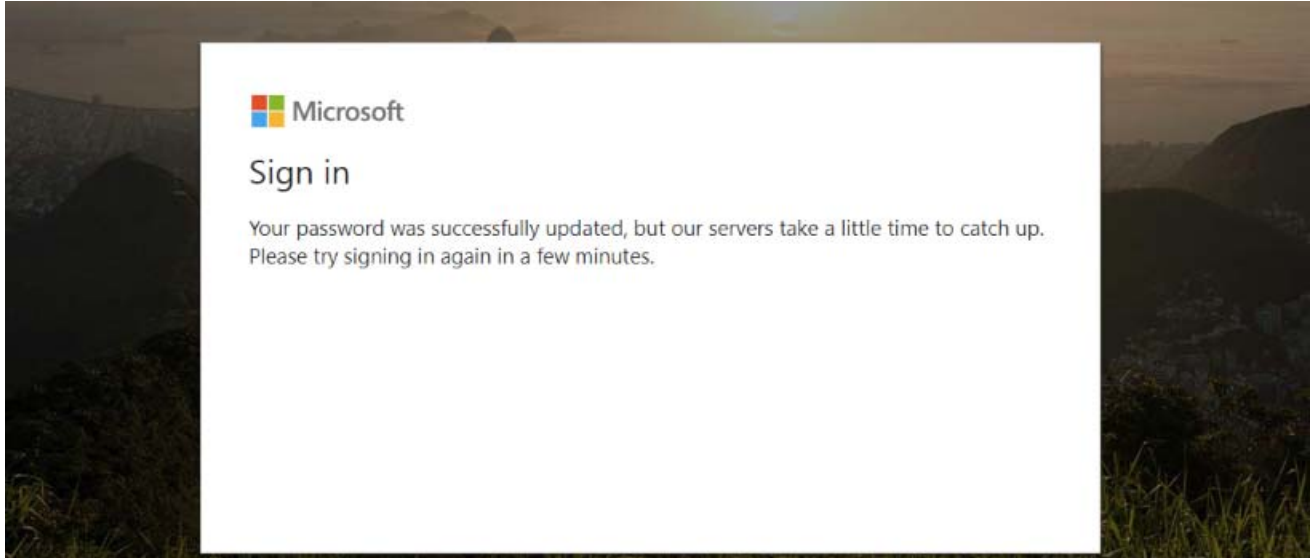 Microsoft
Sign in
Your password was successfully updated, but our servers take a little time to catch up.
Please try signing in again in a few minutes.